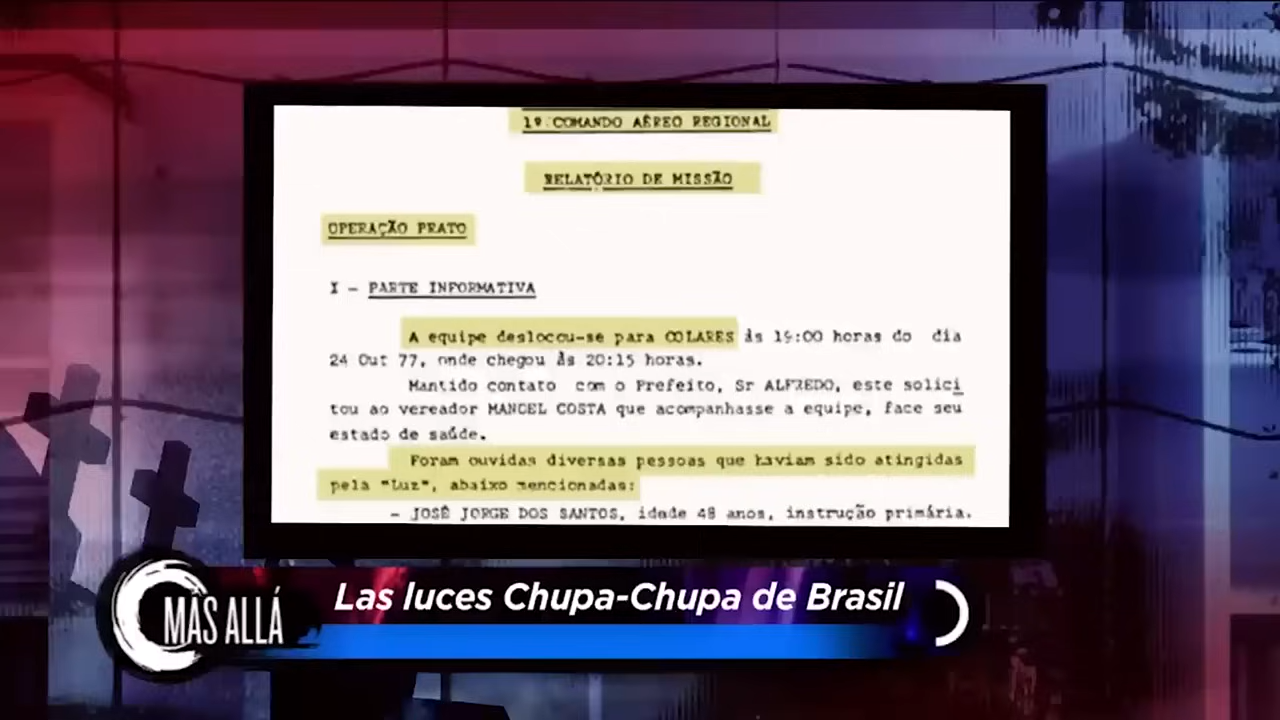 1º COMANDO AÉREO REGIONAL
RELATÓRIO DE MISSÃO
OPERAÇÃO PRATO
I - PARTE INFORMATIVA
A equipe deslocou-se para COLARES às 19:00 horas do dia
24 Out 77, onde chegou às 20:15 horas.
Mantido contato com o Prefeito, Sr ALFREDO, este solici
tou ao vereador MANOEL COSTA que acompanhasse a equipe, face seu
estado de saúde.
Foram ouvidas diversas pessoas que haviam sido atingidas
pela "Luz", abaixo mencionadas:
- JOSÉ JORGE DOS SANTOS, idade 48 anos, instrução primária.
MÁS ALLÁ
Las luces Chupa-Chupa de Brasil